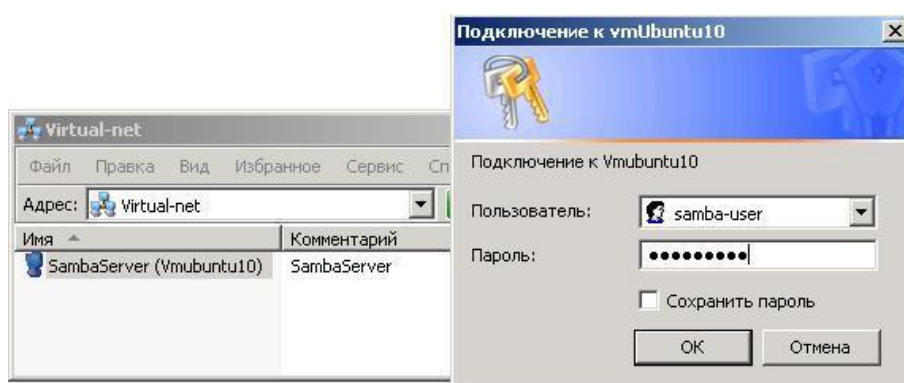 Подключение к vmUbuntu10
Virtual-net
Файл Правка Вид Избранное Сервис
Адрес: Virtual-net
Имя Комментарий
SambaServer (Vmubuntu10) SambaServer
Подключение к Vmubuntu10
Пользователь: samba-user
Пароль: •••••••••
Сохранить пароль
ОК Отмена